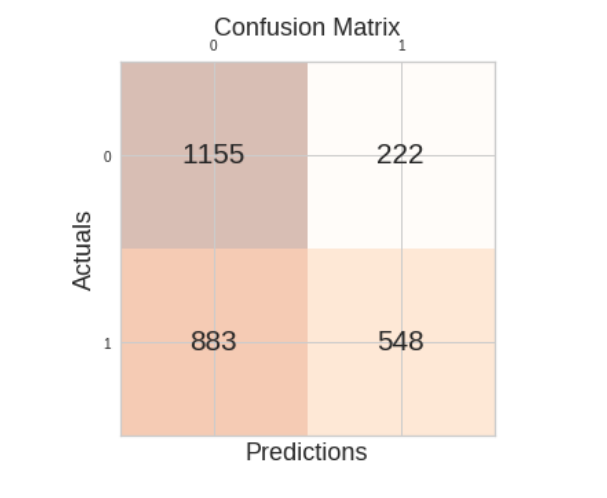 Confusion Matrix
0 1
0 1155 222
Actuals
1 883 548
Predictions